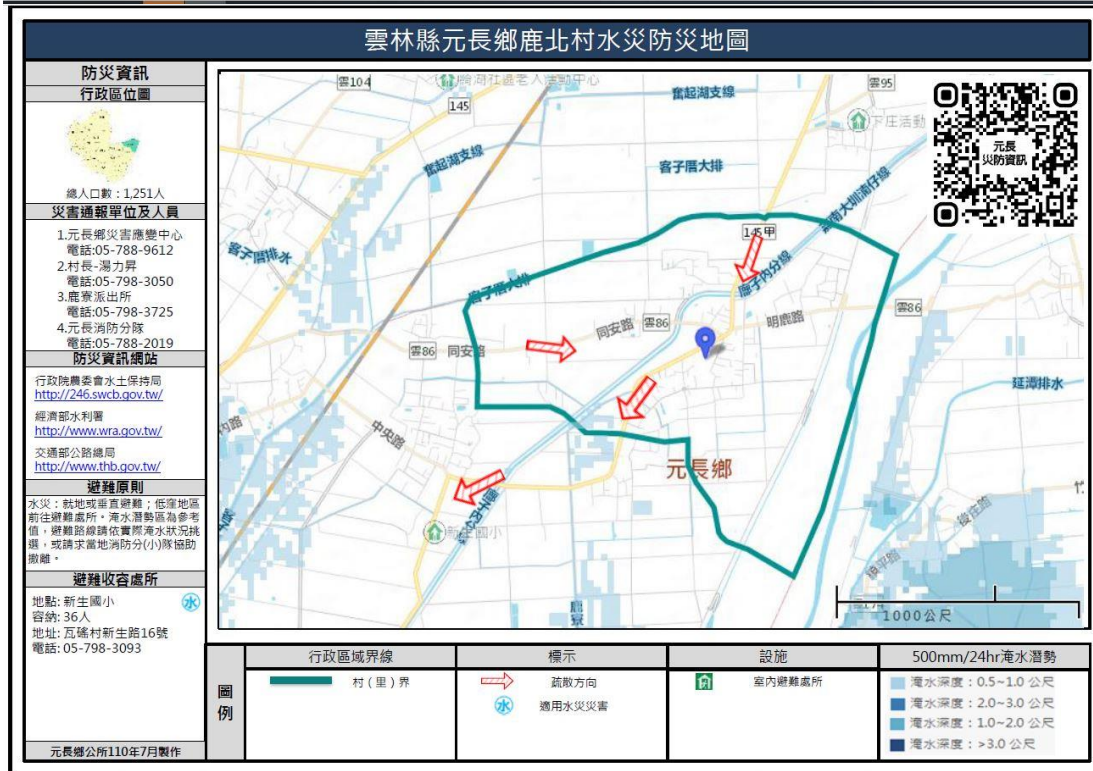 雲林縣元長鄉鹿北村水災防災地圖
防災資訊
行政區位圖
總人口數：1,251人
災害通報單位及人員
1.元長鄉災害應變中心
電話:05-788-9612
2.村長-湯力昇
電話:05-798-3050
3.鹿寮派出所
電話:05-798-3725
4.元長消防分隊
電話:05-788-2019
防災資訊網站
行政院農委會水土保持局
http://246.swcb.gov.tw/
經濟部水利署
http://www.wra.gov.tw/
交通部公路總局
http://www.thb.gov.tw/
避難原則
水災：就地或垂直避難；低窪地區
前往避難處所。淹水潛勢區為參考
值，避難路線請依實際淹水狀況挑
選，或請求當地消防分(小)隊協助
撤離。
避難收容處所
地點: 新生國小
水
容納: 36人
地址: 瓦磘村新生路16號
電話: 05-798-3093
元長鄉公所110年7月製作
雲104
145
奮起湖支線
雲95
下庄活動
元長
災防資訊
奮起湖支線
客子厝大排
客子厝排水
145甲
客子厝大排
廍子內分線
雲86
同安路
雲86
同安路
明鹿路
雲86
延潭排水
中央路
元長鄉
新生國小
鹿寮
後庄路
鎮平路
1000公尺
圖例
行政區域界線
村（里）界
標示
疏散方向
水
適用水災災害
設施
室內避難處所
500mm/24hr淹水潛勢
淹水深度：0.5~1.0 公尺
淹水深度：2.0~3.0 公尺
淹水深度：1.0~2.0 公尺
淹水深度：>3.0 公尺